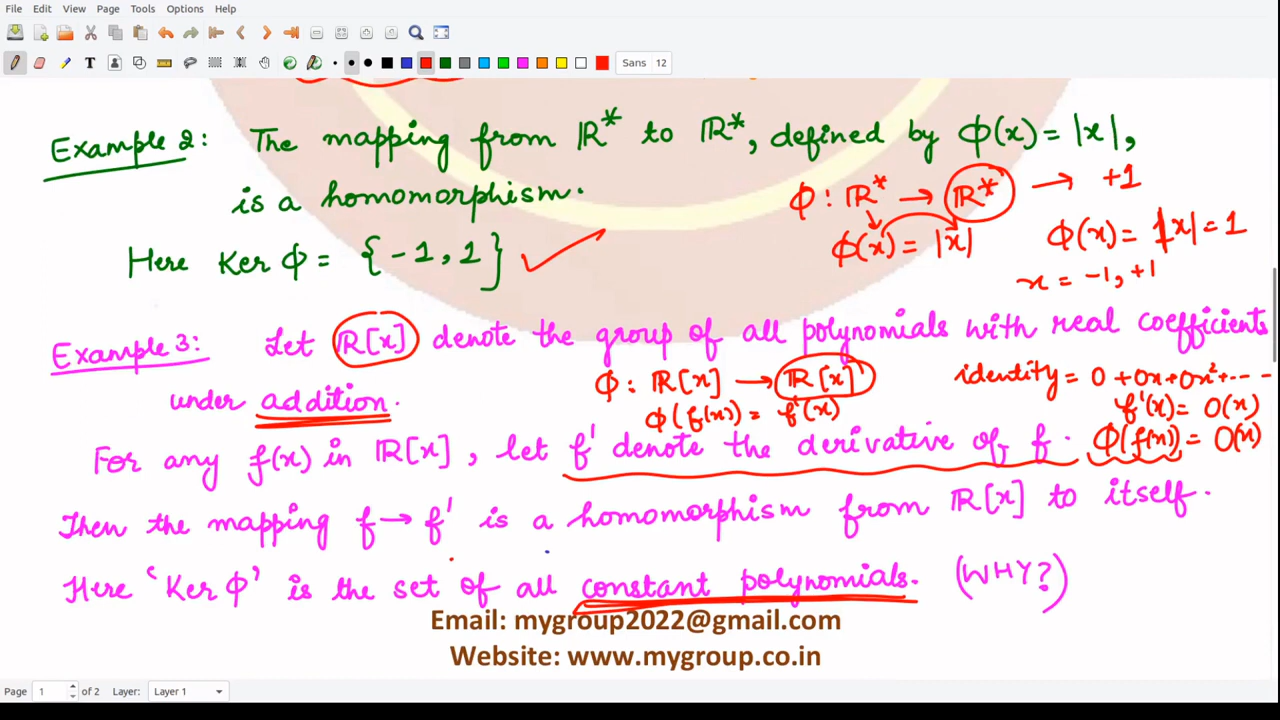 File Edit View Page Tools Options Help
Sans 12
Example 2: The mapping from ℝ* to ℝ*, defined by φ(x) = |x|,
is a homomorphism.
φ : ℝ* → ℝ* → +1
φ(x) = |x|
φ(x) = |x| = 1
x = -1, +1
Here Ker φ = {-1, 1}
Example 3: Let ℝ[x] denote the group of all polynomials with real coefficients
under addition.
φ : ℝ[x] → ℝ[x]
φ(f(x)) = f'(x)
identity = 0 + 0x + 0x² + - - - -
f'(x) = 0(x)
φ(f(x)) = 0(x)
For any f(x) in ℝ[x], let f' denote the derivative of f.
Then the mapping f → f' is a homomorphism from ℝ[x] to itself.
Here 'Ker φ' is the set of all constant polynomials. (WHY?)
Email: mygroup2022@gmail.com
Website: www.mygroup.co.in
Page 1 of 2 Layer: Layer 1